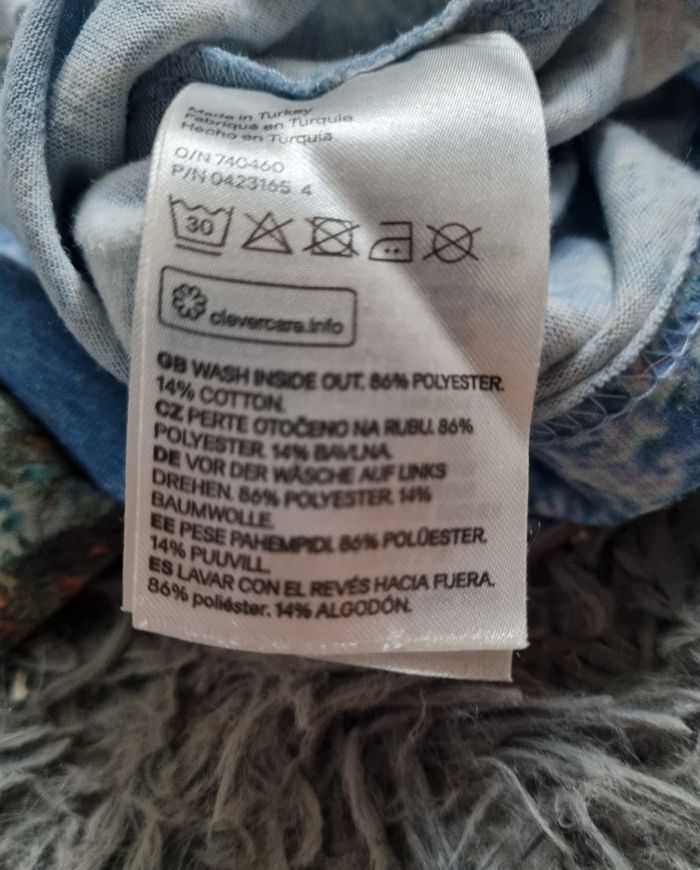 Made in Turkey
Fabriqué en Turquie
Hecho en Turquía
O/N 740460
P/N 0423165 4
30
clevercare.info
GB WASH INSIDE OUT. 86% POLYESTER.
14% COTTON.
CZ PERTE OTOČENO NA RUBU. 86%
POLYESTER. 14% BAVLNA.
DE VOR DER WÄSCHE AUF LINKS
DREHEN. 86% POLYESTER. 14%
BAUMWOLLE.
EE PESE PAHEMPIDI. 86% POLÜESTER.
14% PUUVILL.
ES LAVAR CON EL REVÉS HACIA FUERA.
86% poliéster. 14% ALGODÓN.